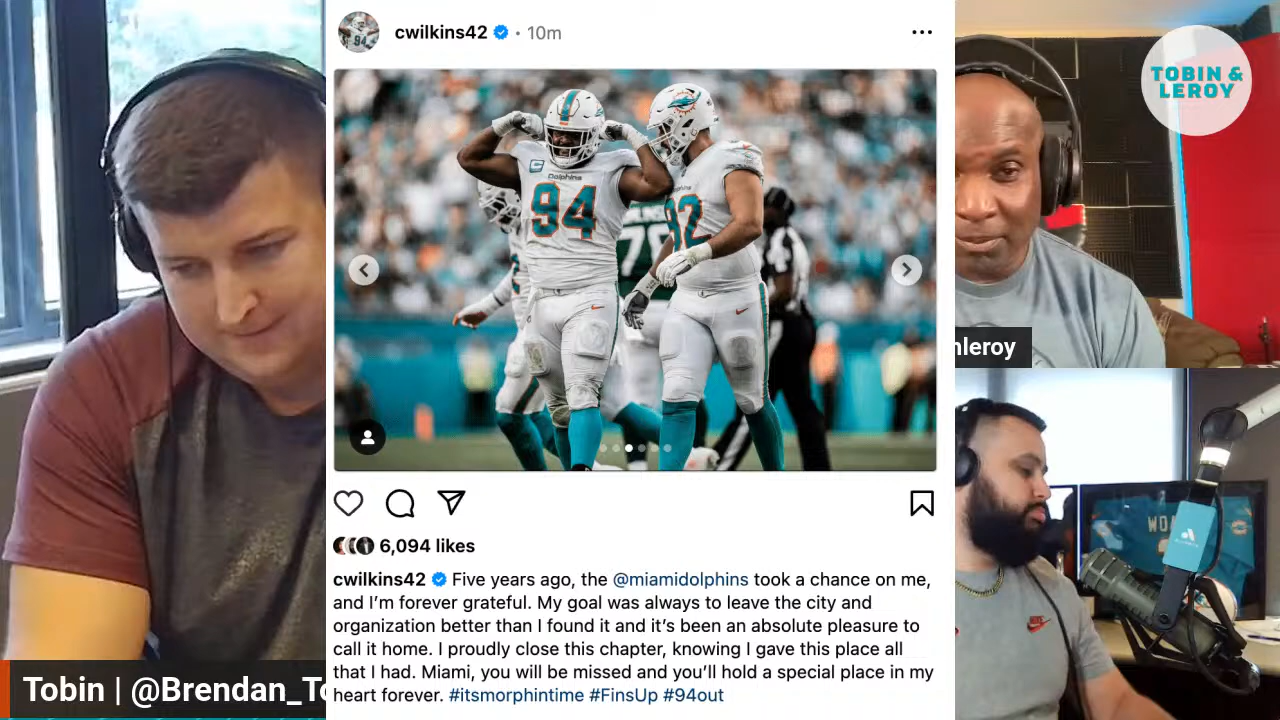 cwilkins42 · 10m
TOBIN &
LEROY
Dolphins
94
Dolphins
92
78
hleroy
WO
6,094 likes
cwilkins42 Five years ago, the @miamidolphins took a chance on me,
and I'm forever grateful. My goal was always to leave the city and
organization better than I found it and it's been an absolute pleasure to
call it home. I proudly close this chapter, knowing I gave this place all
that I had. Miami, you will be missed and you'll hold a special place in my
heart forever. #itsmorphintime #FinsUp #94out
Tobin | @Brendan_To